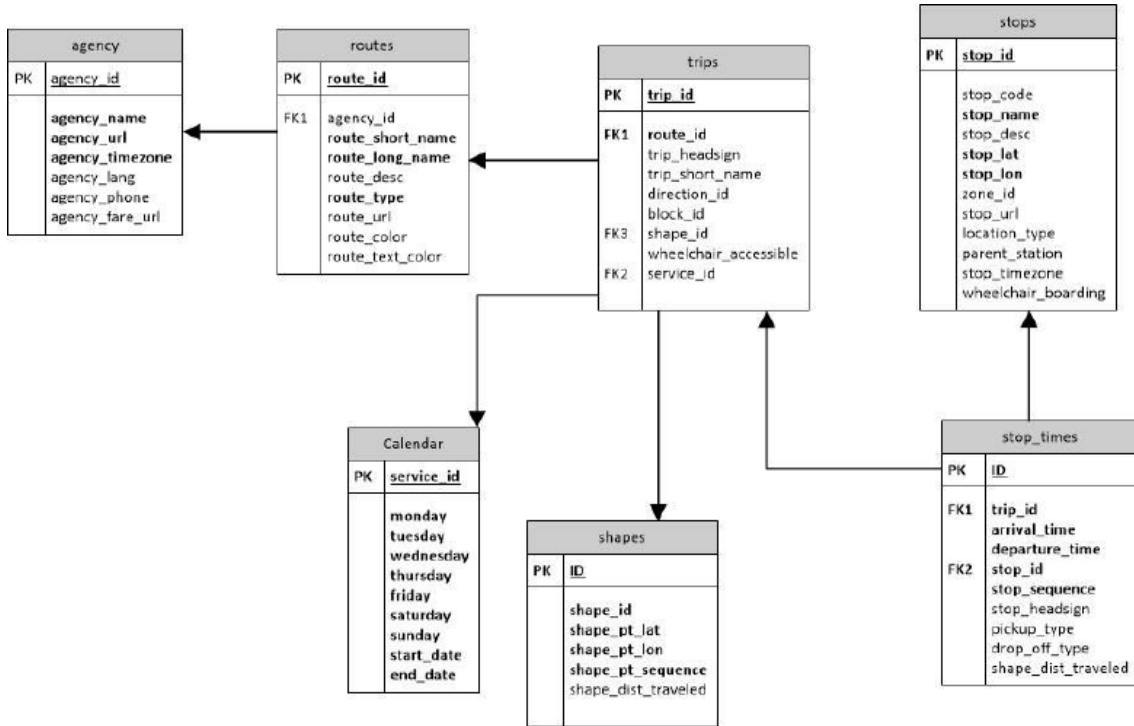 agency
PK agency_id
agency_name
agency_url
agency_timezone
agency_lang
agency_phone
agency_fare_url
routes
PK route_id
FK1 agency_id
route_short_name
route_long_name
route_desc
route_type
route_url
route_color
route_text_color
trips
PK trip_id
FK1 route_id
trip_headsign
trip_short_name
direction_id
block_id
FK3 shape_id
wheelchair_accessible
FK2 service_id
stops
PK stop_id
stop_code
stop_name
stop_desc
stop_lat
stop_lon
zone_id
stop_url
location_type
parent_station
stop_timezone
wheelchair_boarding
Calendar
PK service_id
monday
tuesday
wednesday
thursday
friday
saturday
sunday
start_date
end_date
shapes
PK ID
shape_id
shape_pt_lat
shape_pt_lon
shape_pt_sequence
shape_dist_traveled
stop_times
PK ID
FK1 trip_id
arrival_time
departure_time
FK2 stop_id
stop_sequence
stop_headsign
pickup_type
drop_off_type
shape_dist_traveled